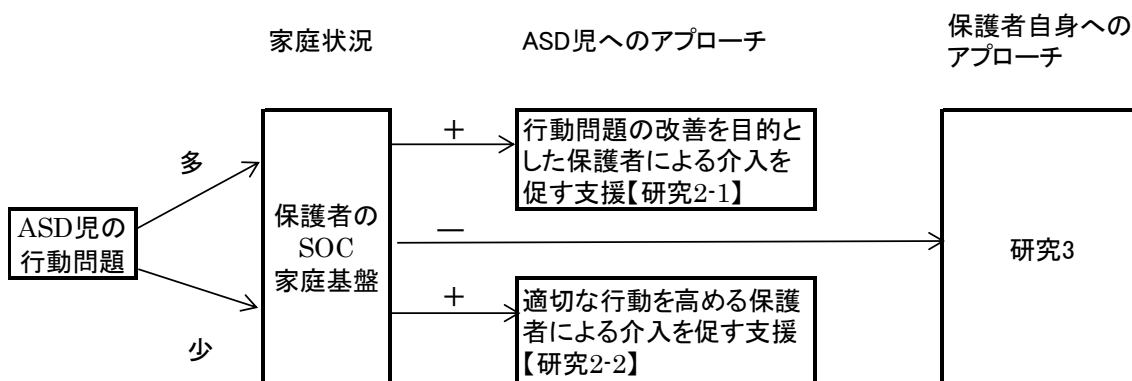 家庭状況
ASD児へのアプローチ
保護者自身への
アプローチ
多
少
ASD児の
行動問題
保護者の
SOC
家庭基盤
＋
－
＋
行動問題の改善を目的と
した保護者による介入を
促す支援【研究2-1】
適切な行動を高める保護
者による介入を促す支援
【研究2-2】
研究3